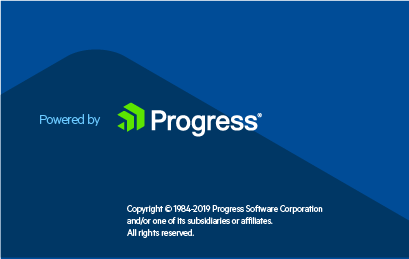 Powered by Progress®
Copyright © 1984-2019 Progress Software Corporation
and/or one of its subsidiaries or affiliates.
All rights reserved.